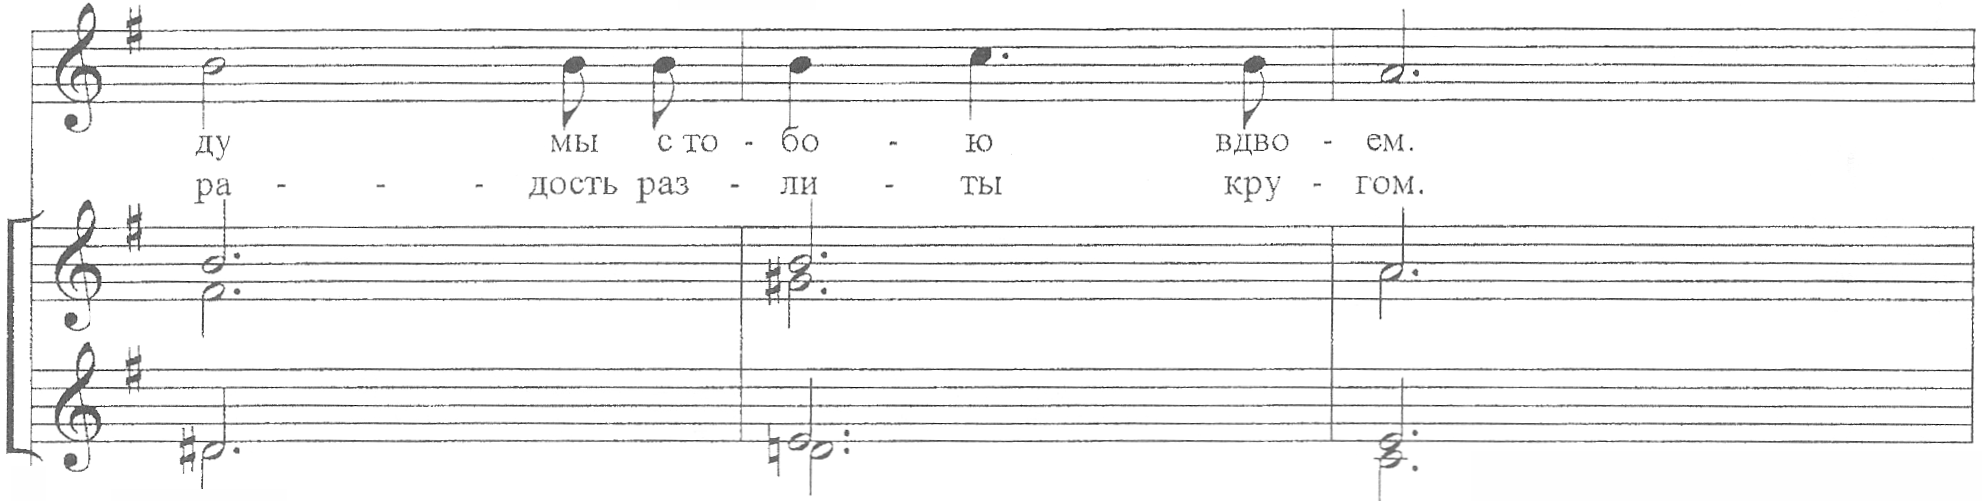 ду мы с то - бо - ю вдво - ем.
ра - - - дость раз - ли - ты кру - гом.